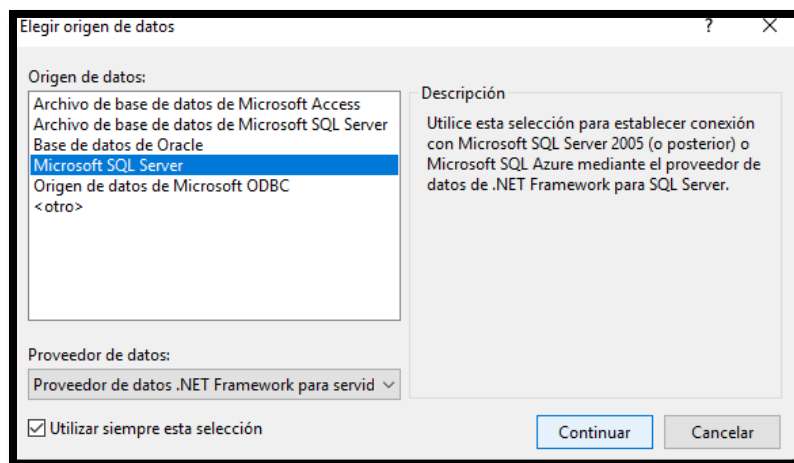 Elegir origen de datos
?
Origen de datos:
Archivo de base de datos de Microsoft Access
Archivo de base de datos de Microsoft SQL Server
Base de datos de Oracle
Microsoft SQL Server
Origen de datos de Microsoft ODBC
<otro>
Descripción
Utilice esta selección para establecer conexión
con Microsoft SQL Server 2005 (o posterior) o
Microsoft SQL Azure mediante el proveedor de
datos de .NET Framework para SQL Server.
Proveedor de datos:
Proveedor de datos .NET Framework para servid
Utilizar siempre esta selección
Continuar
Cancelar